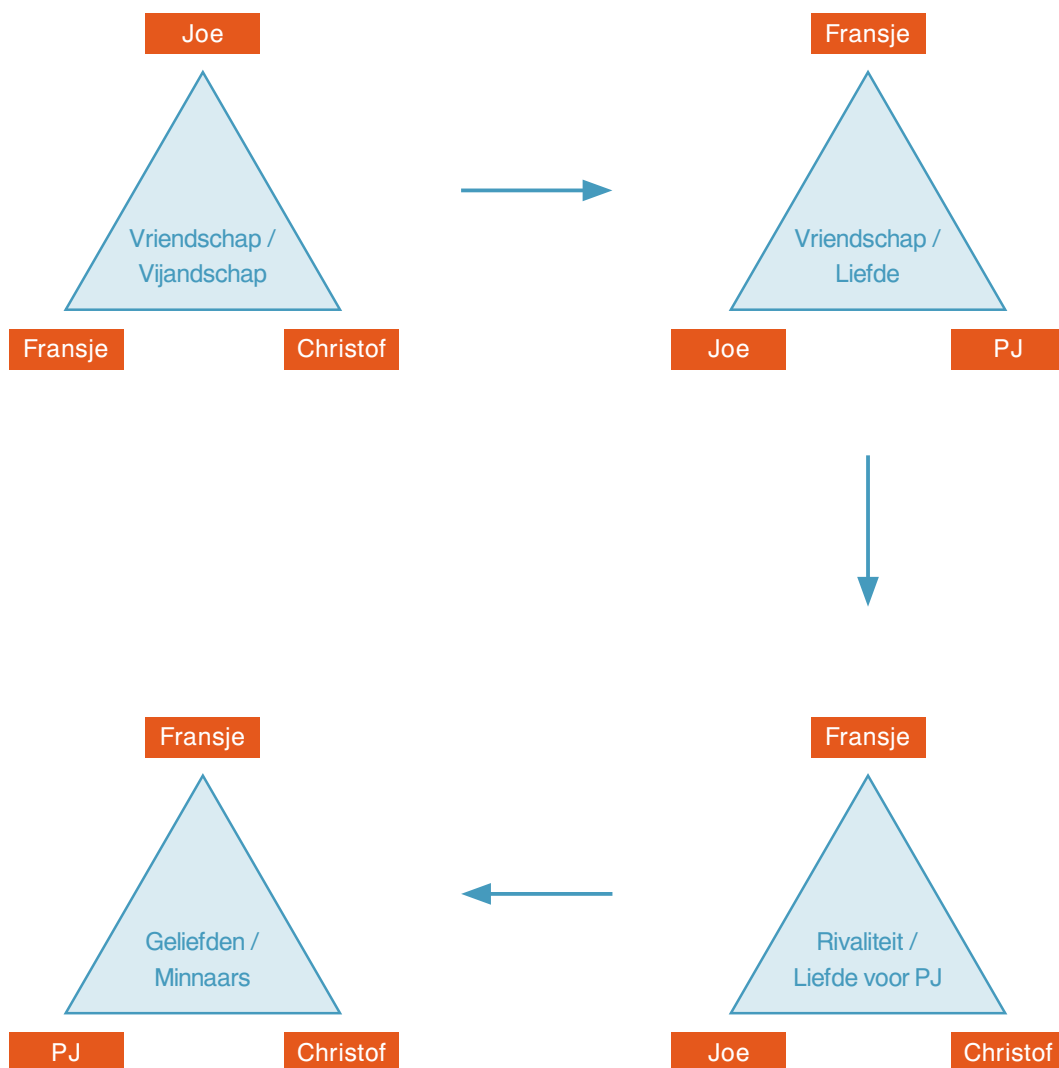 Joe
Vriendschap /
Vijandschap
Fransje
Christof
Fransje
Vriendschap /
Liefde
Joe
PJ
Fransje
Rivaliteit /
Liefde voor PJ
Joe
Christof
Fransje
Geliefden /
Minnaars
PJ
Christof